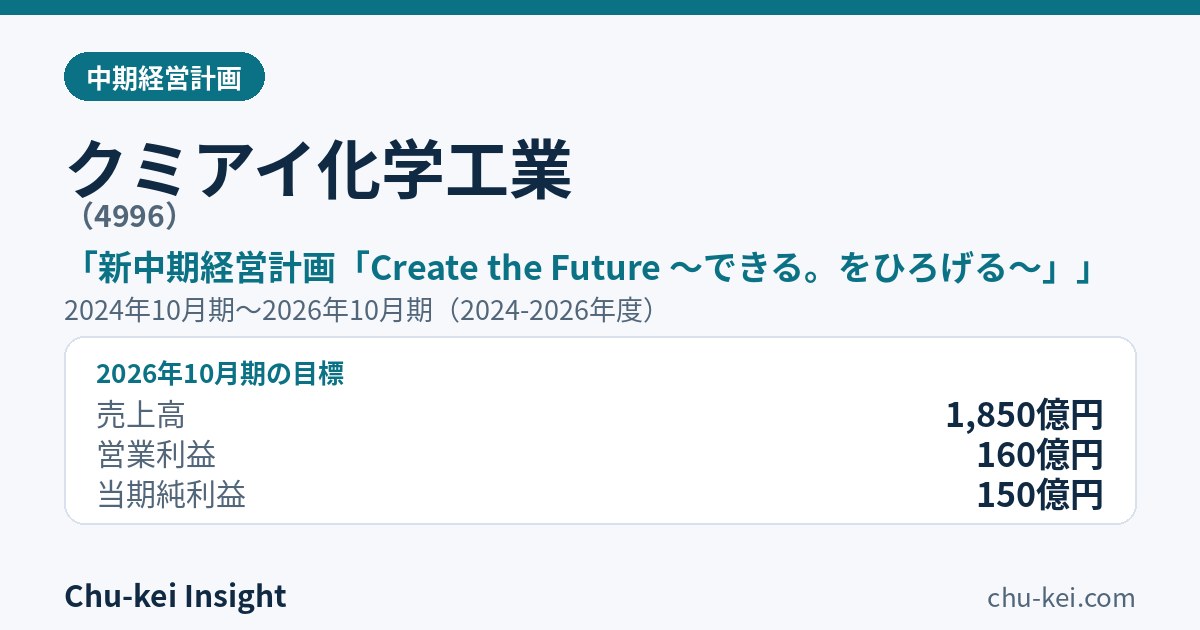 中期経営計画
クミアイ化学工業
（4996）
「新中期経営計画「Create the Future 〜できる。をひろげる〜」」
2024年10月期〜2026年10月期（2024-2026年度）
2026年10月期の目標
売上高 1,850億円
営業利益 160億円
当期純利益 150億円
Chu-kei Insight chu-kei.com